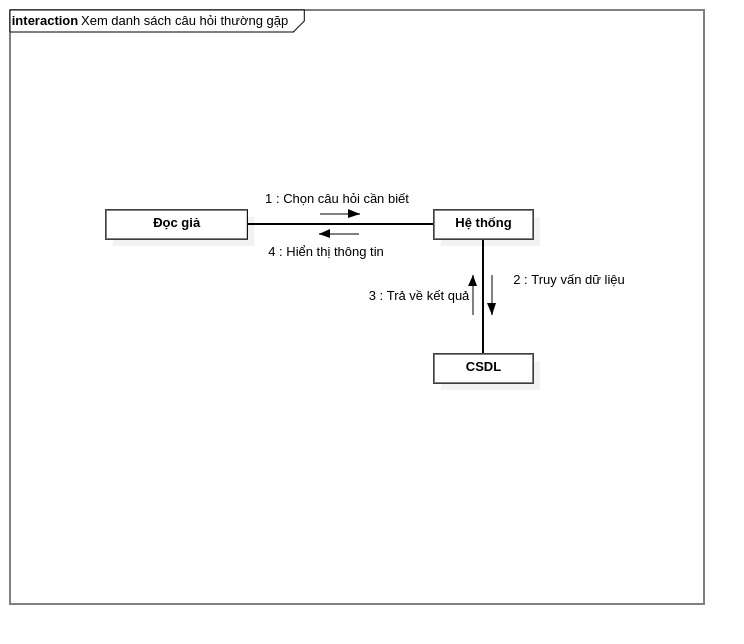 interaction Xem danh sách câu hỏi thường gặp
1 : Chọn câu hỏi cần biết
Đọc giả
Hệ thống
4 : Hiển thị thông tin
2 : Truy vấn dữ liệu
3 : Trả về kết quả
CSDL